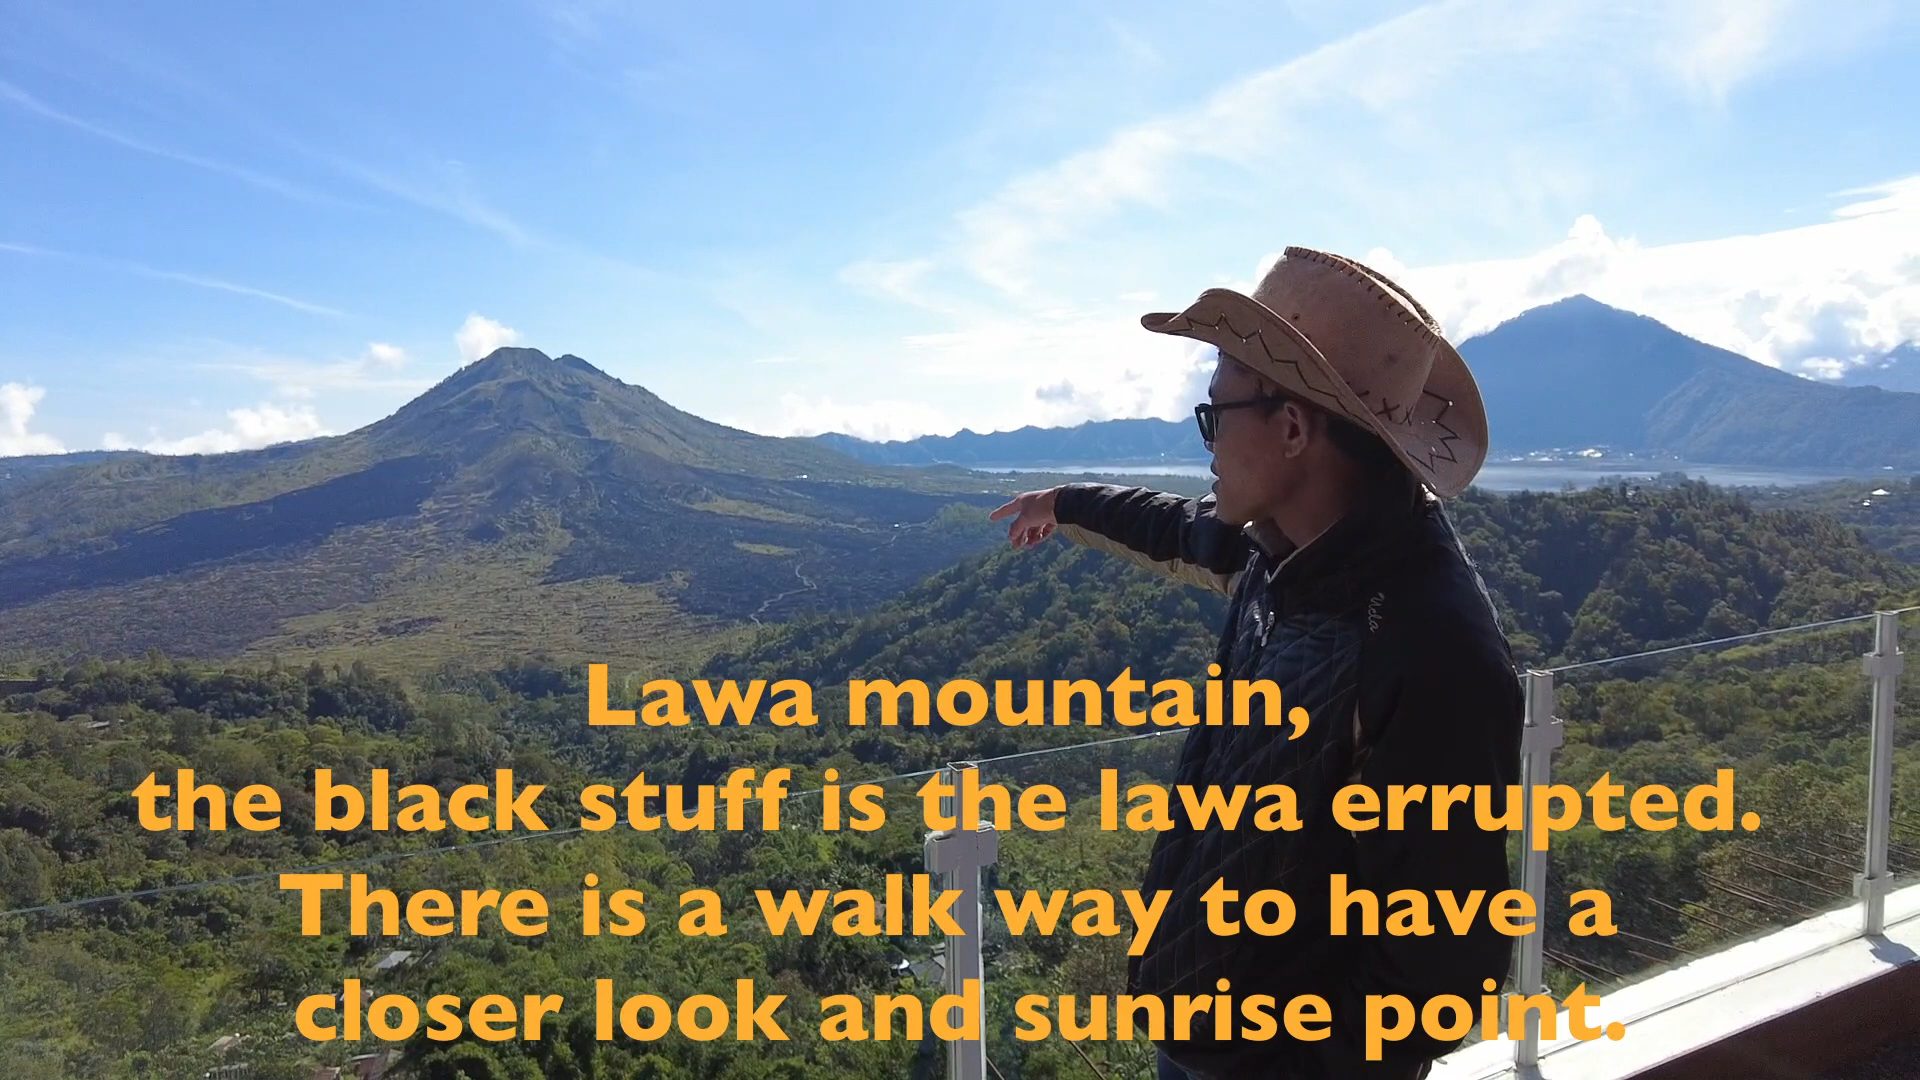 Lawa mountain,
the black stuff is the lawa errupted.
There is a walk way to have a
closer look and sunrise point.